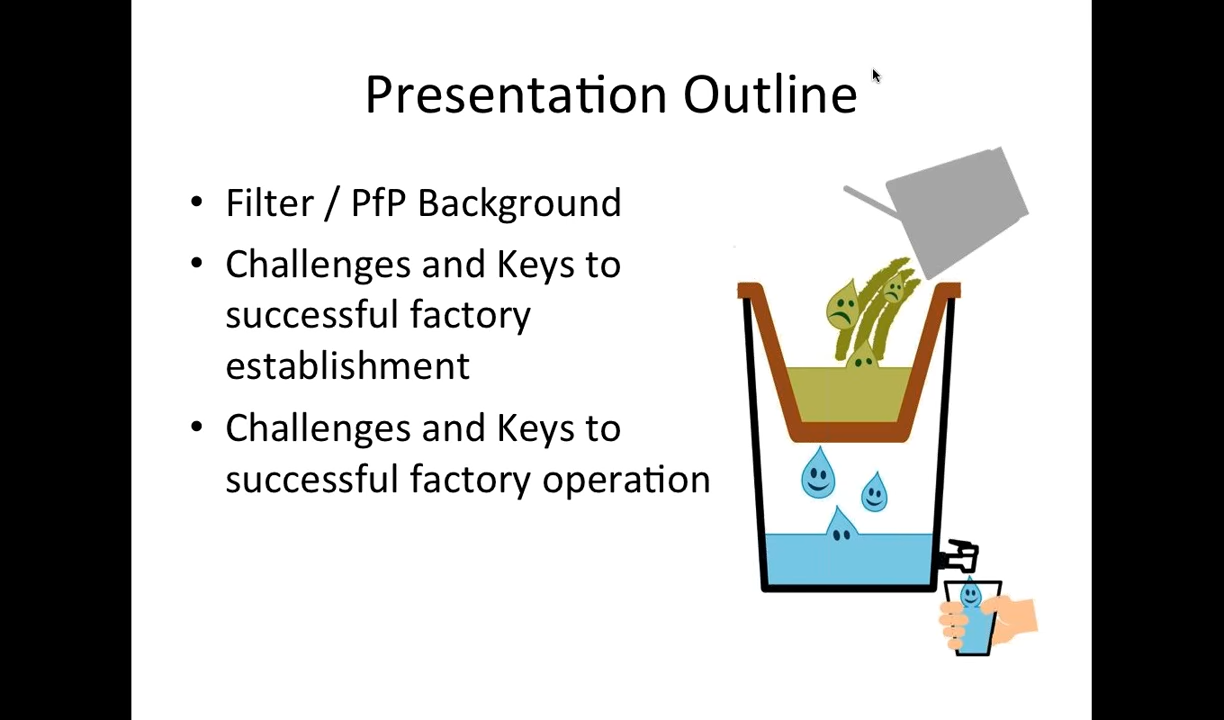 Presentation Outline
• Filter / PfP Background
• Challenges and Keys to
successful factory
establishment
• Challenges and Keys to
successful factory operation